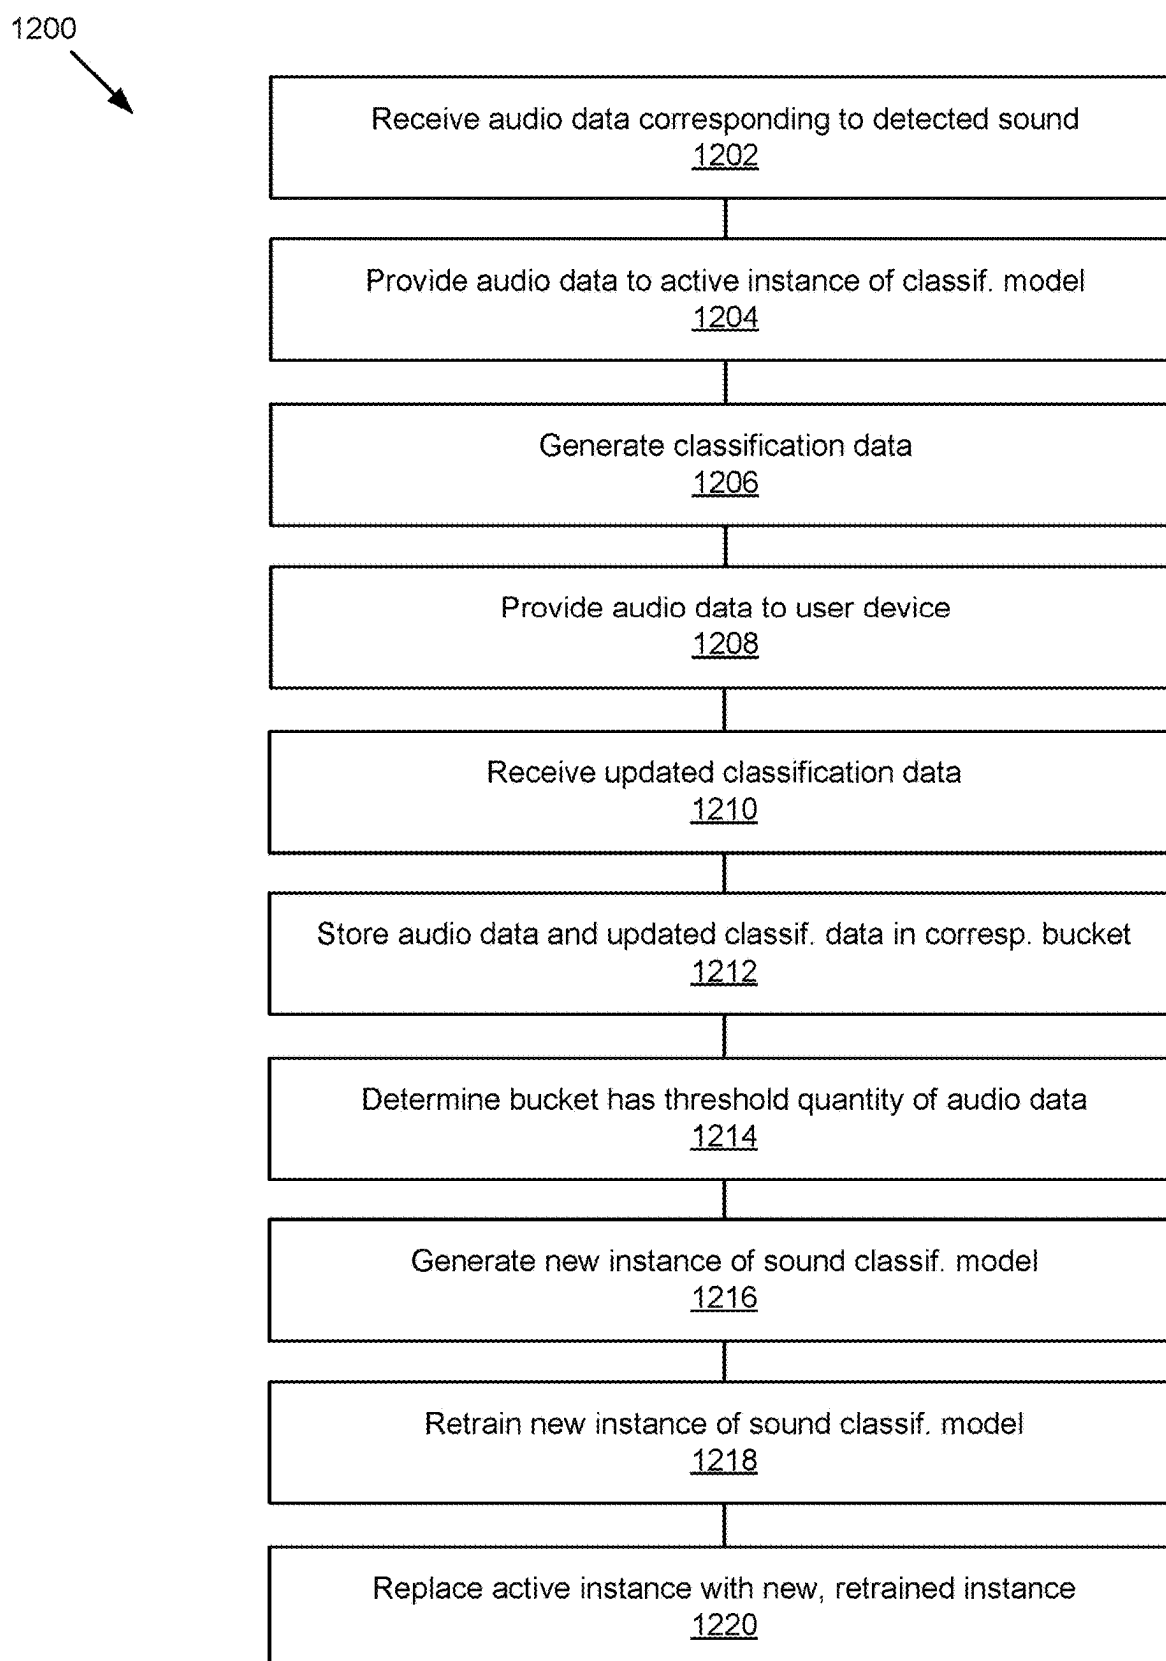 1200
Receive audio data corresponding to detected sound
1202
Provide audio data to active instance of classif. model
1204
Generate classification data
1206
Provide audio data to user device
1208
Receive updated classification data
1210
Store audio data and updated classif. data in corresp. bucket
1212
Determine bucket has threshold quantity of audio data
1214
Generate new instance of sound classif. model
1216
Retrain new instance of sound classif. model
1218
Replace active instance with new, retrained instance
1220